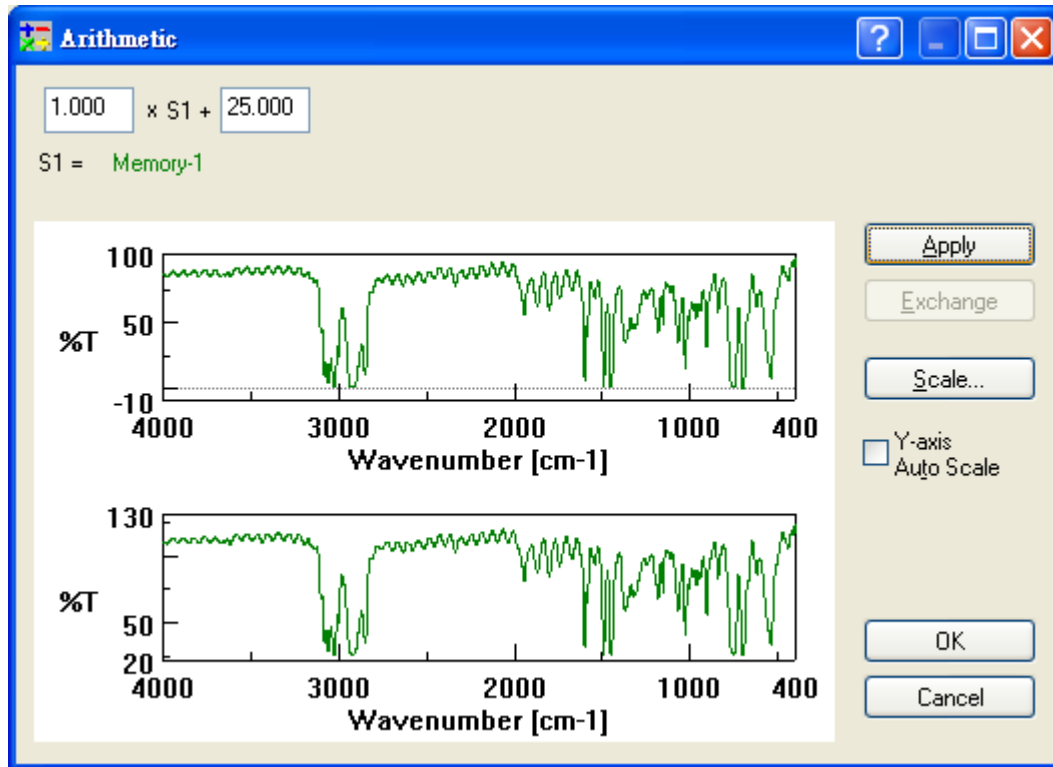 Arithmetic
1.000 x S1 + 25.000
S1 = Memory-1
100
50
-10
%T
4000 3000 2000 1000 400
Wavenumber [cm-1]
130
50
20
%T
4000 3000 2000 1000 400
Wavenumber [cm-1]
Apply
Exchange
Scale...
Y-axis
Auto Scale
OK
Cancel